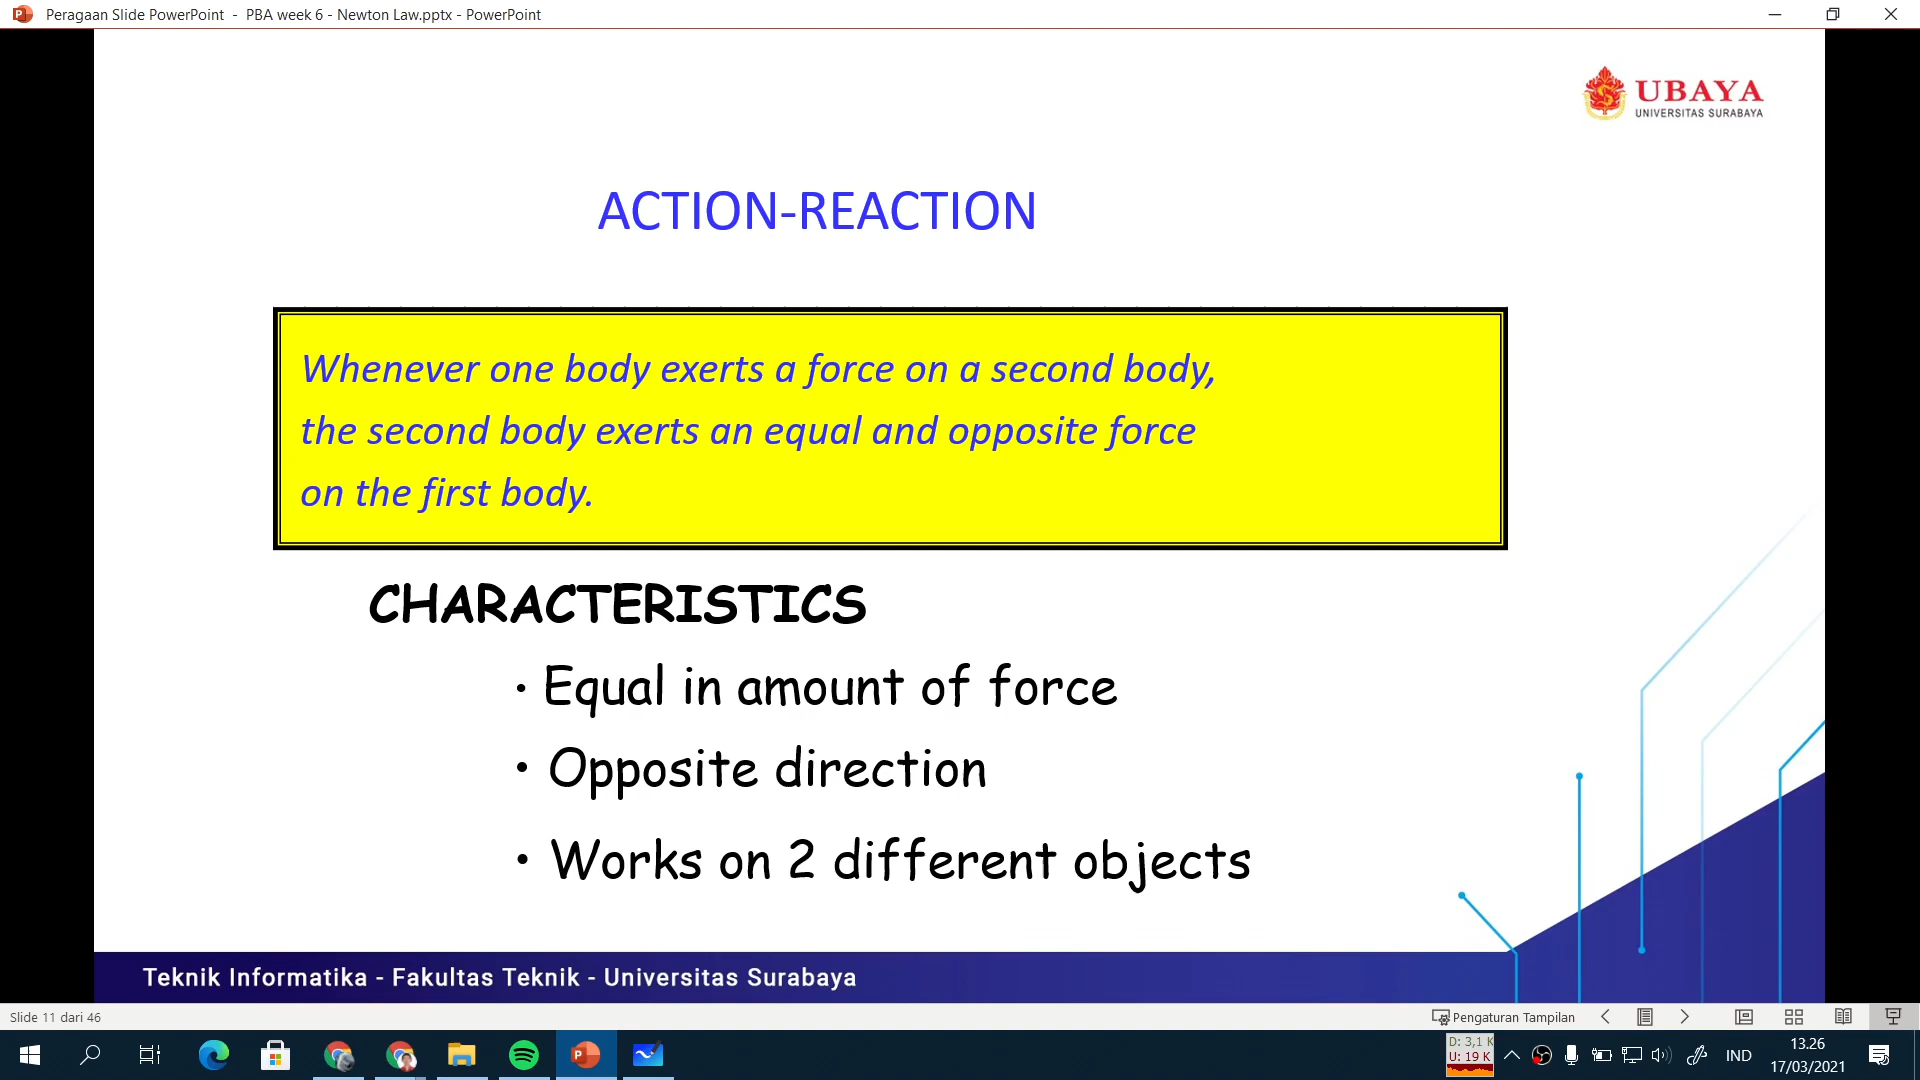 Peragaan Slide PowerPoint - PBA week 6 - Newton Law.pptx - PowerPoint
UBAYA
UNIVERSITAS SURABAYA
ACTION-REACTION
Whenever one body exerts a force on a second body,
the second body exerts an equal and opposite force
on the first body.
CHARACTERISTICS
• Equal in amount of force
• Opposite direction
• Works on 2 different objects
Teknik Informatika - Fakultas Teknik - Universitas Surabaya
Slide 11 dari 46
Pengaturan Tampilan
D: 3,1 K
U: 19 K
IND
13.26
17/03/2021